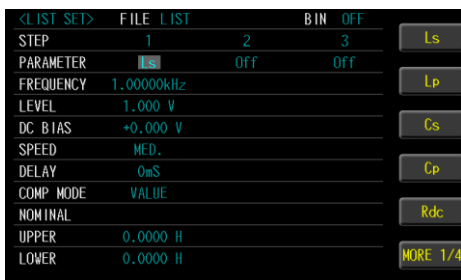 <LIST SET> FILE LIST BIN OFF
STEP 1 2 3
PARAMETER Ls Off Off
FREQUENCY 1.00000kHz
LEVEL 1.000 V
DC BIAS +0.000 V
SPEED MED.
DELAY 0mS
COMP MODE VALUE
NOMINAL
UPPER 0.0000 H
LOWER 0.0000 H
Ls
Lp
Cs
Cp
Rdc
MORE 1/4